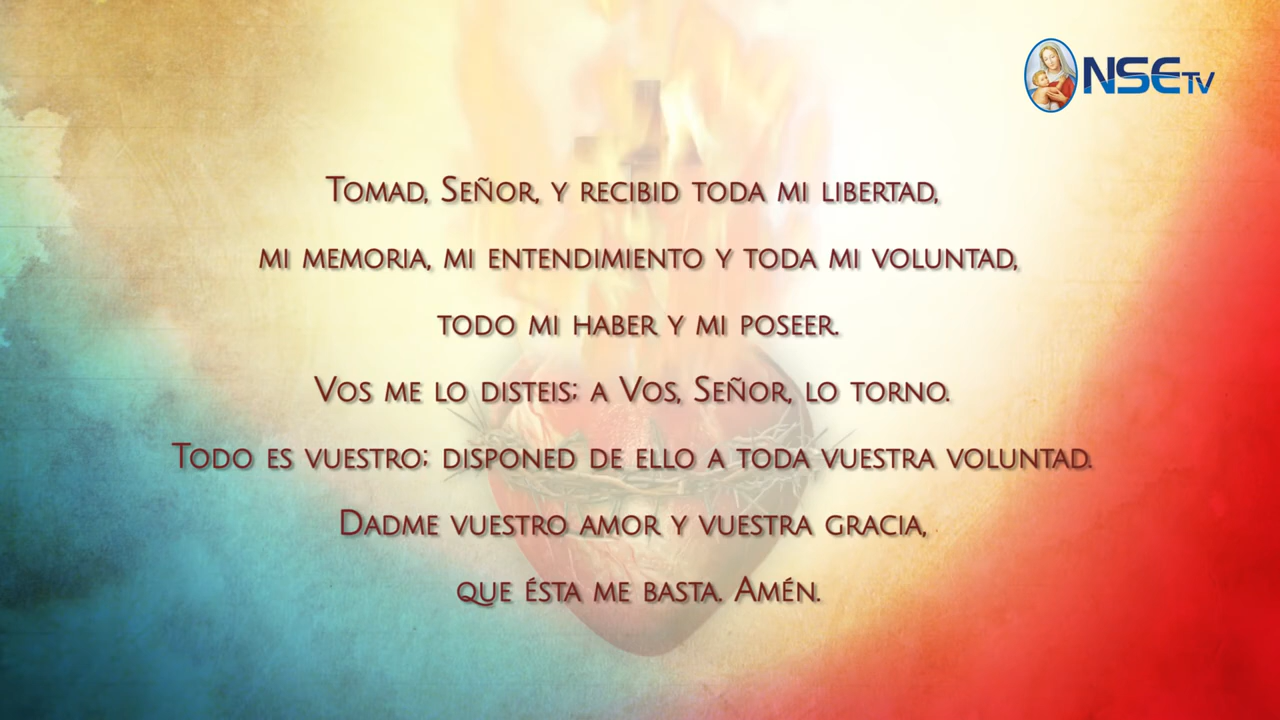 NSETV
Tomad, Señor, y recibid toda mi libertad,
mi memoria, mi entendimiento y toda mi voluntad,
todo mi haber y mi poseer.
Vos me lo disteis; a Vos, Señor, lo torno.
Todo es vuestro; disponed de ello a toda vuestra voluntad.
Dadme vuestro amor y vuestra gracia,
que ésta me basta. Amén.